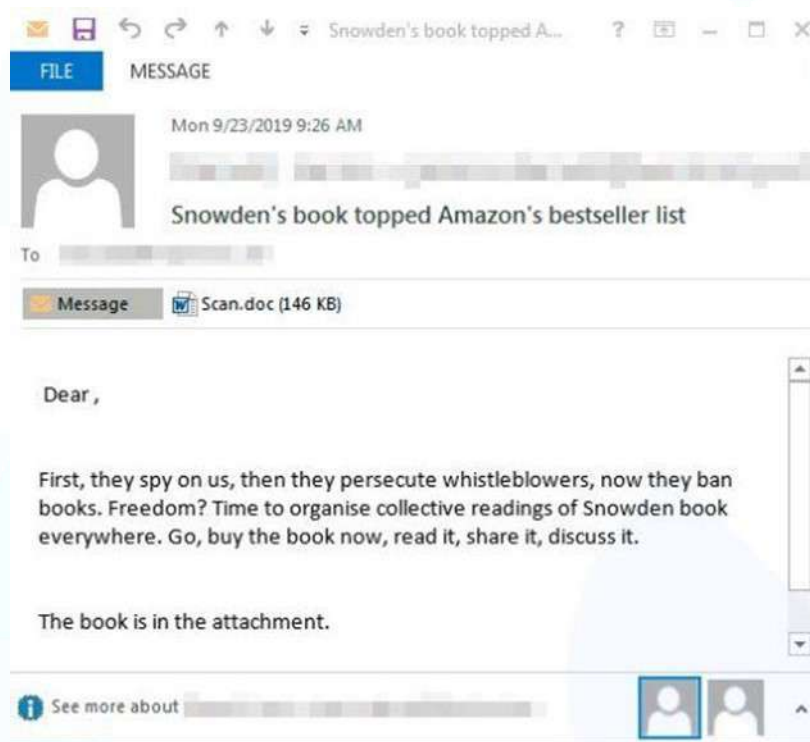 Snowden's book topped A...
?
FILE MESSAGE
Mon 9/23/2019 9:26 AM
Snowden's book topped Amazon's bestseller list
To
Message Scan.doc (146 KB)
Dear ,
First, they spy on us, then they persecute whistleblowers, now they ban
books. Freedom? Time to organise collective readings of Snowden book
everywhere. Go, buy the book now, read it, share it, discuss it.
The book is in the attachment.
See more about